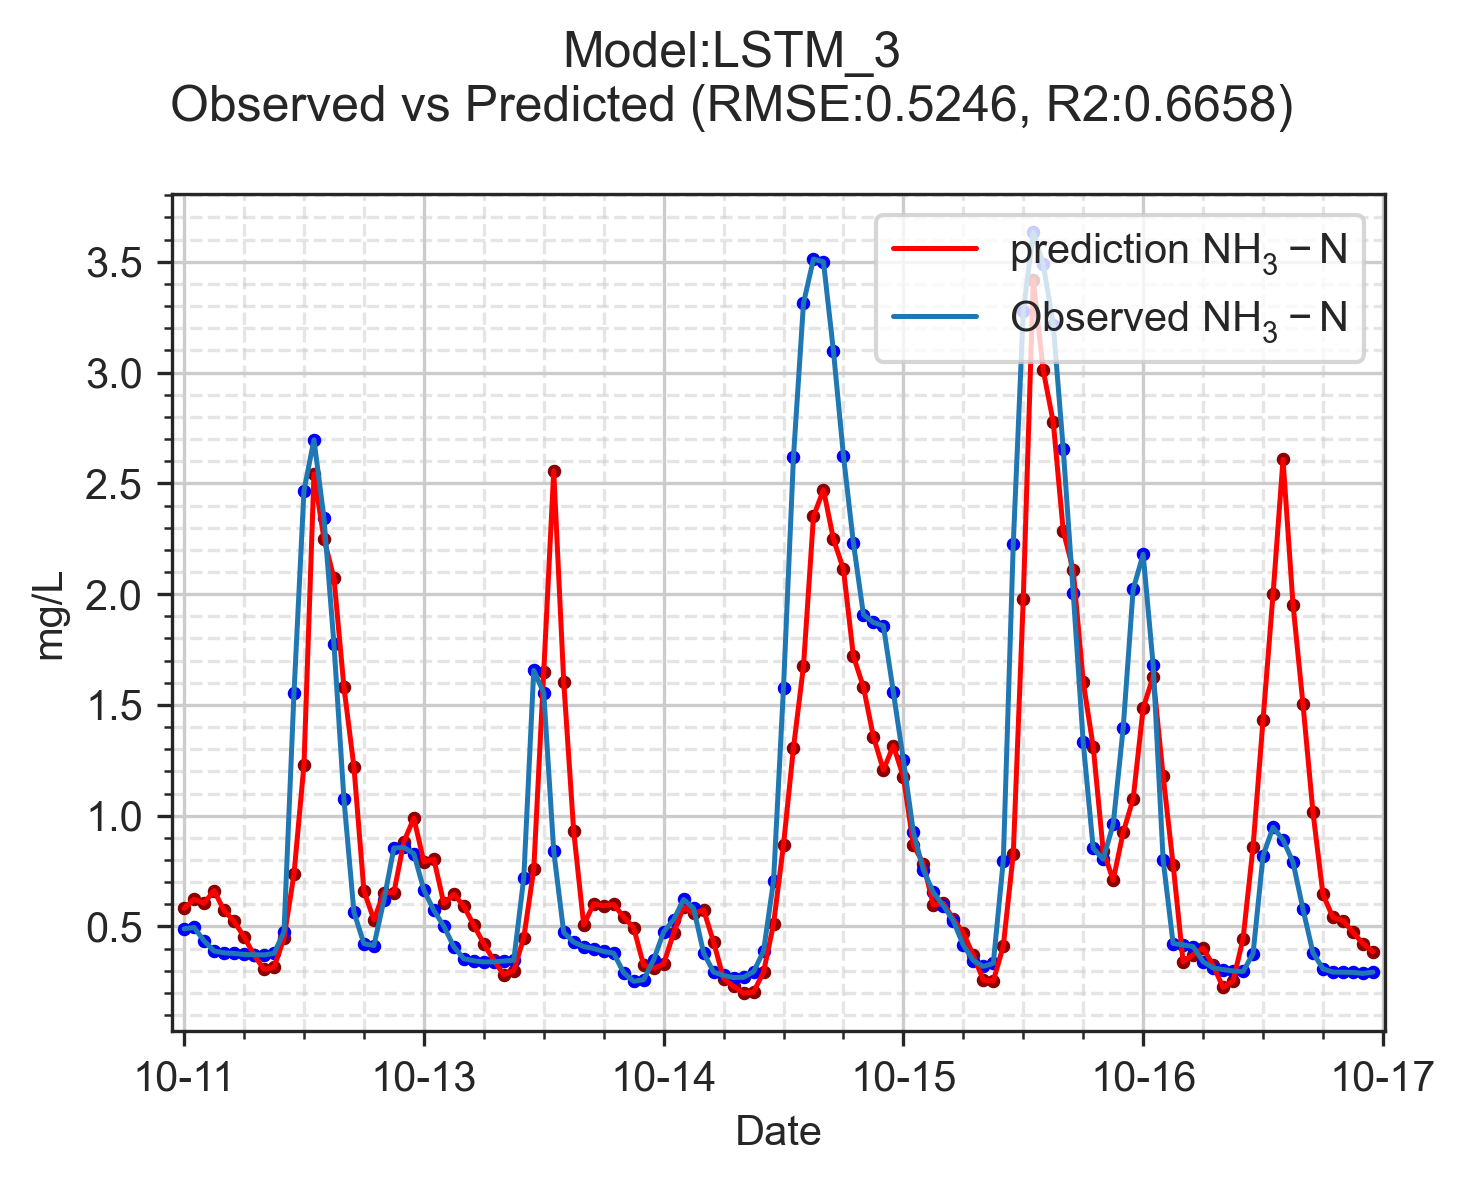 Model:LSTM_3
Observed vs Predicted (RMSE:0.5246, R2:0.6658)
prediction NH₃ − N
Observed NH₃ − N
3.5
3.0
2.5
2.0
1.5
1.0
0.5
mg/L
10-11 10-13 10-14 10-15 10-16 10-17
Date